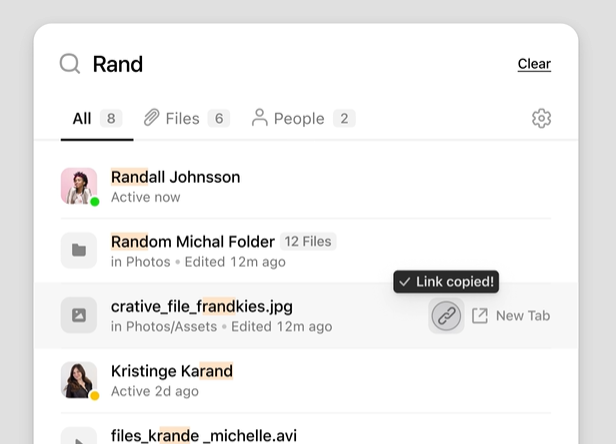 Rand
Clear
All 8 Files 6 People 2
Randall Johnsson
Active now
Random Michal Folder 12 Files
in Photos • Edited 12m ago
Link copied!
crative_file_frandkies.jpg
in Photos/Assets • Edited 12m ago
New Tab
Kristinge Karand
Active 2d ago
files_krande _michelle.avi